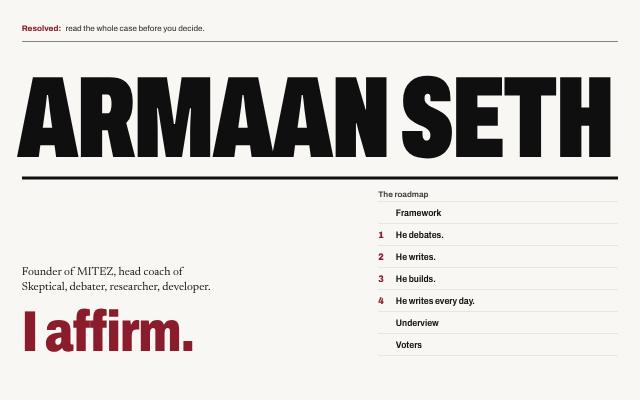 Resolved: read the whole case before you decide.
ARMAAN SETH
The roadmap
Framework
1 He debates.
2 He writes.
3 He builds.
4 He writes every day.
Underview
Voters
Founder of MITEZ, head coach of
Skeptical, debater, researcher, developer.
I affirm.